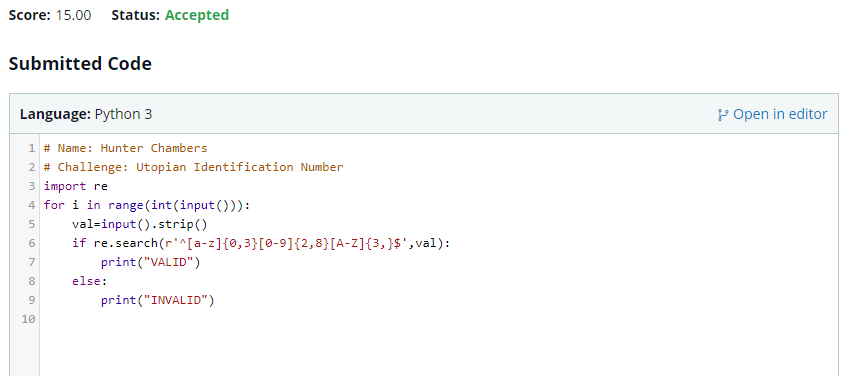 Score: 15.00 Status: Accepted
Submitted Code
Language: Python 3 Open in editor
1 # Name: Hunter Chambers
2 # Challenge: Utopian Identification Number
3 import re
4 for i in range(int(input())):
5     val=input().strip()
6     if re.search(r'^[a-z]{0,3}[0-9]{2,8}[A-Z]{3,}$',val):
7         print("VALID")
8     else:
9         print("INVALID")
10